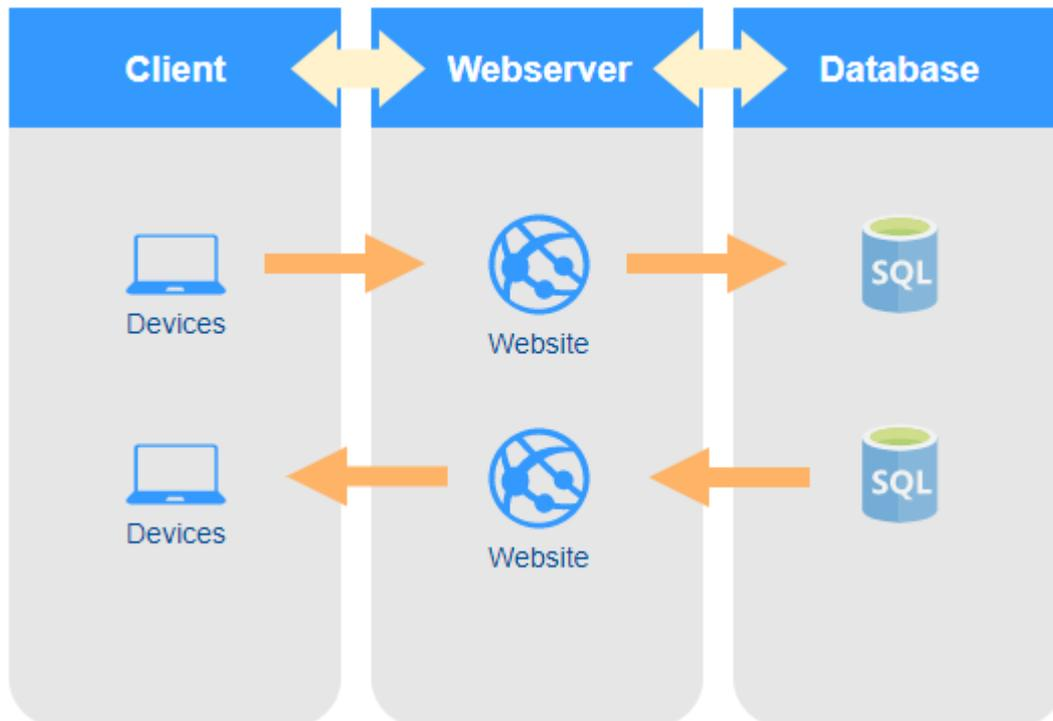 Client
Webserver
Database
Devices
Website
SQL
Devices
Website
SQL